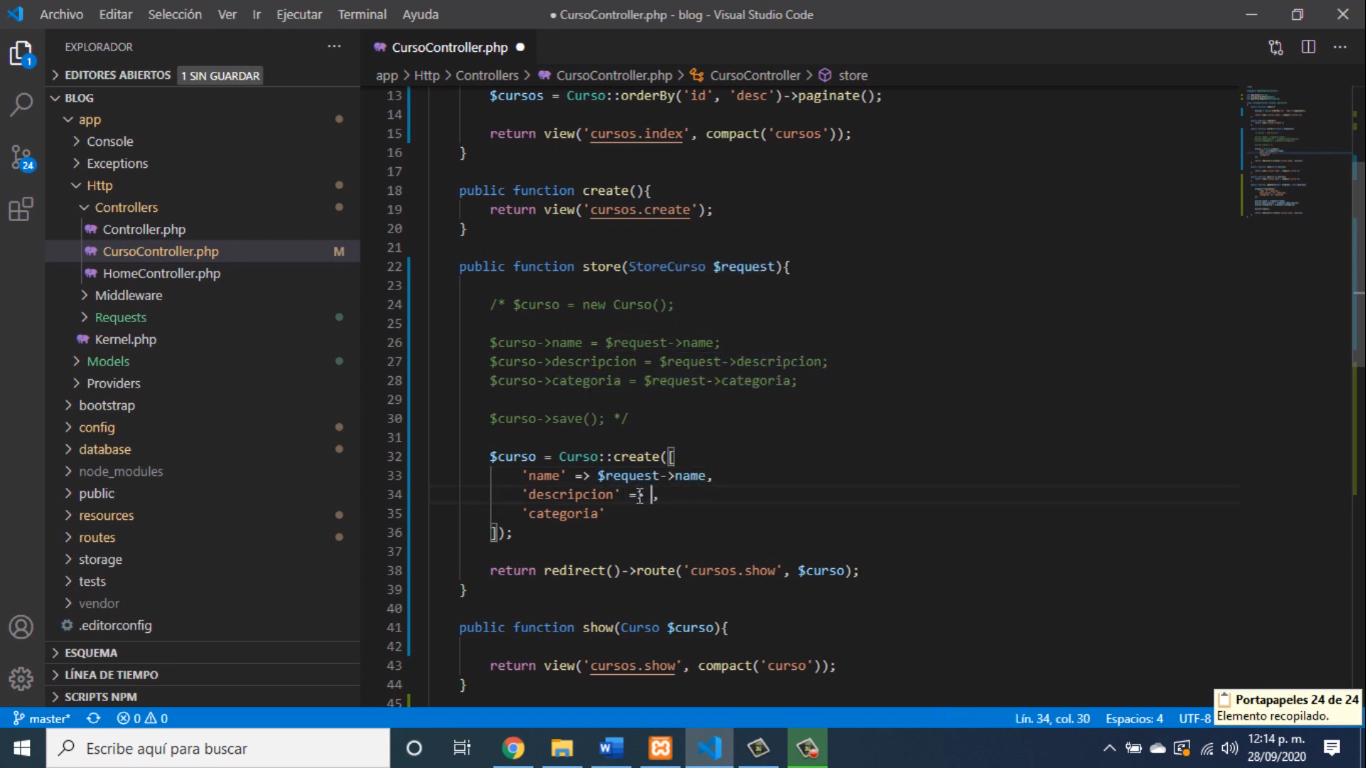 Archivo Editar Selección Ver Ir Ejecutar Terminal Ayuda
● CursoController.php - blog - Visual Studio Code
EXPLORADOR ···
CursoController.php ●
EDITORES ABIERTOS 1 SIN GUARDAR
app > Http > Controllers > CursoController.php > CursoController > store
BLOG
app
Console
Exceptions
Http
Controllers
Controller.php
CursoController.php M
HomeController.php
Middleware
Requests
Kernel.php
Models
Providers
bootstrap
config
database
node_modules
public
resources
routes
storage
tests
vendor
.editorconfig
ESQUEMA
LÍNEA DE TIEMPO
SCRIPTS NPM
1
24
13 $cursos = Curso::orderBy('id', 'desc')->paginate();
14
15 return view('cursos.index', compact('cursos'));
16 }
17
18 public function create(){
19 return view('cursos.create');
20 }
21
22 public function store(StoreCurso $request){
23
24 /* $curso = new Curso();
25
26 $curso->name = $request->name;
27 $curso->descripcion = $request->descripcion;
28 $curso->categoria = $request->categoria;
29
30 $curso->save(); */
31
32 $curso = Curso::create([
33 'name' => $request->name,
34 'descripcion' => ,
35 'categoria'
36 ]);
37
38 return redirect()->route('cursos.show', $curso);
39 }
40
41 public function show(Curso $curso){
42
43 return view('cursos.show', compact('curso'));
44 }
45
Portapapeles 24 de 24
Elemento recopilado.
master* 0 0 Lín. 34, col. 30 Espacios: 4 UTF-8
Escribe aquí para buscar
12:14 p. m.
28/09/2020